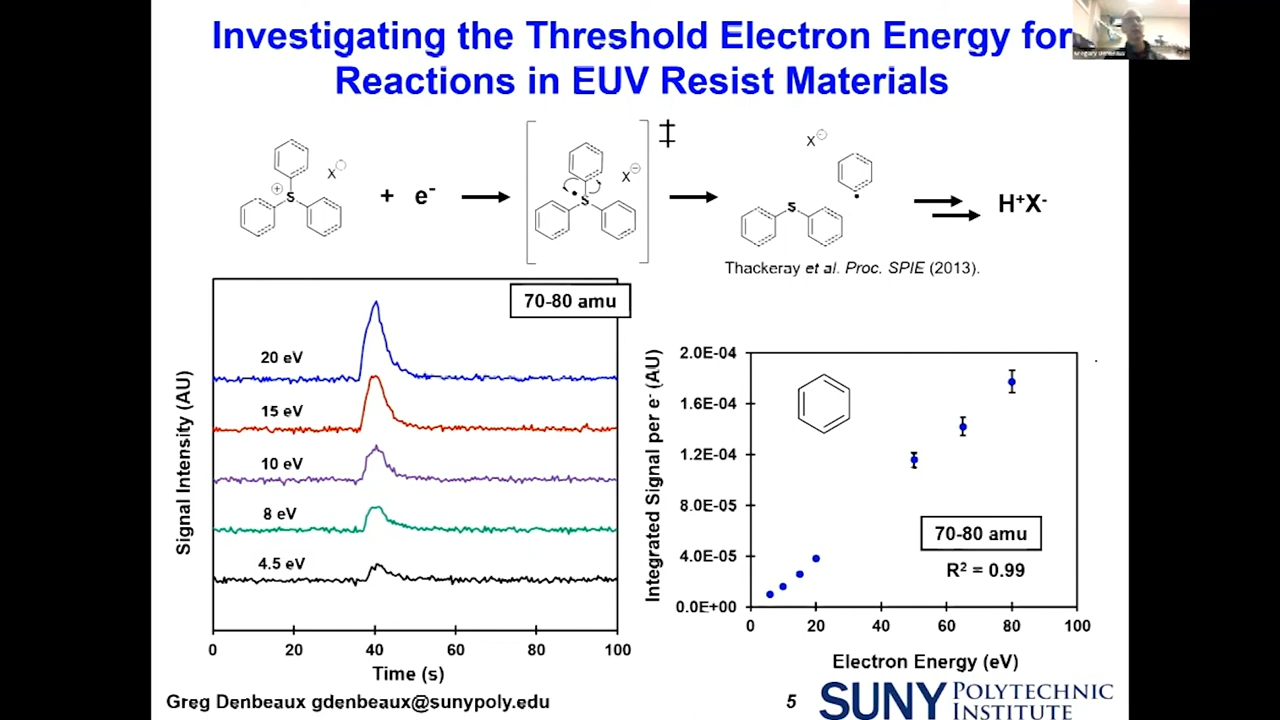 Investigating the Threshold Electron Energy for
Reactions in EUV Resist Materials
Gregory Denbeaux
S
X
+ e-
‡
S
X
S
X
H+X-
Thackeray et al. Proc. SPIE (2013).
70-80 amu
20 eV
15 eV
10 eV
8 eV
4.5 eV
Signal Intensity (AU)
0 20 40 60 80 100
Time (s)
Integrated Signal per e- (AU)
2.0E-04
1.6E-04
1.2E-04
8.0E-05
4.0E-05
0.0E+00
70-80 amu
R² = 0.99
0 20 40 60 80 100
Electron Energy (eV)
Greg Denbeaux gdenbeaux@sunypoly.edu
5
SUNY POLYTECHNIC
INSTITUTE